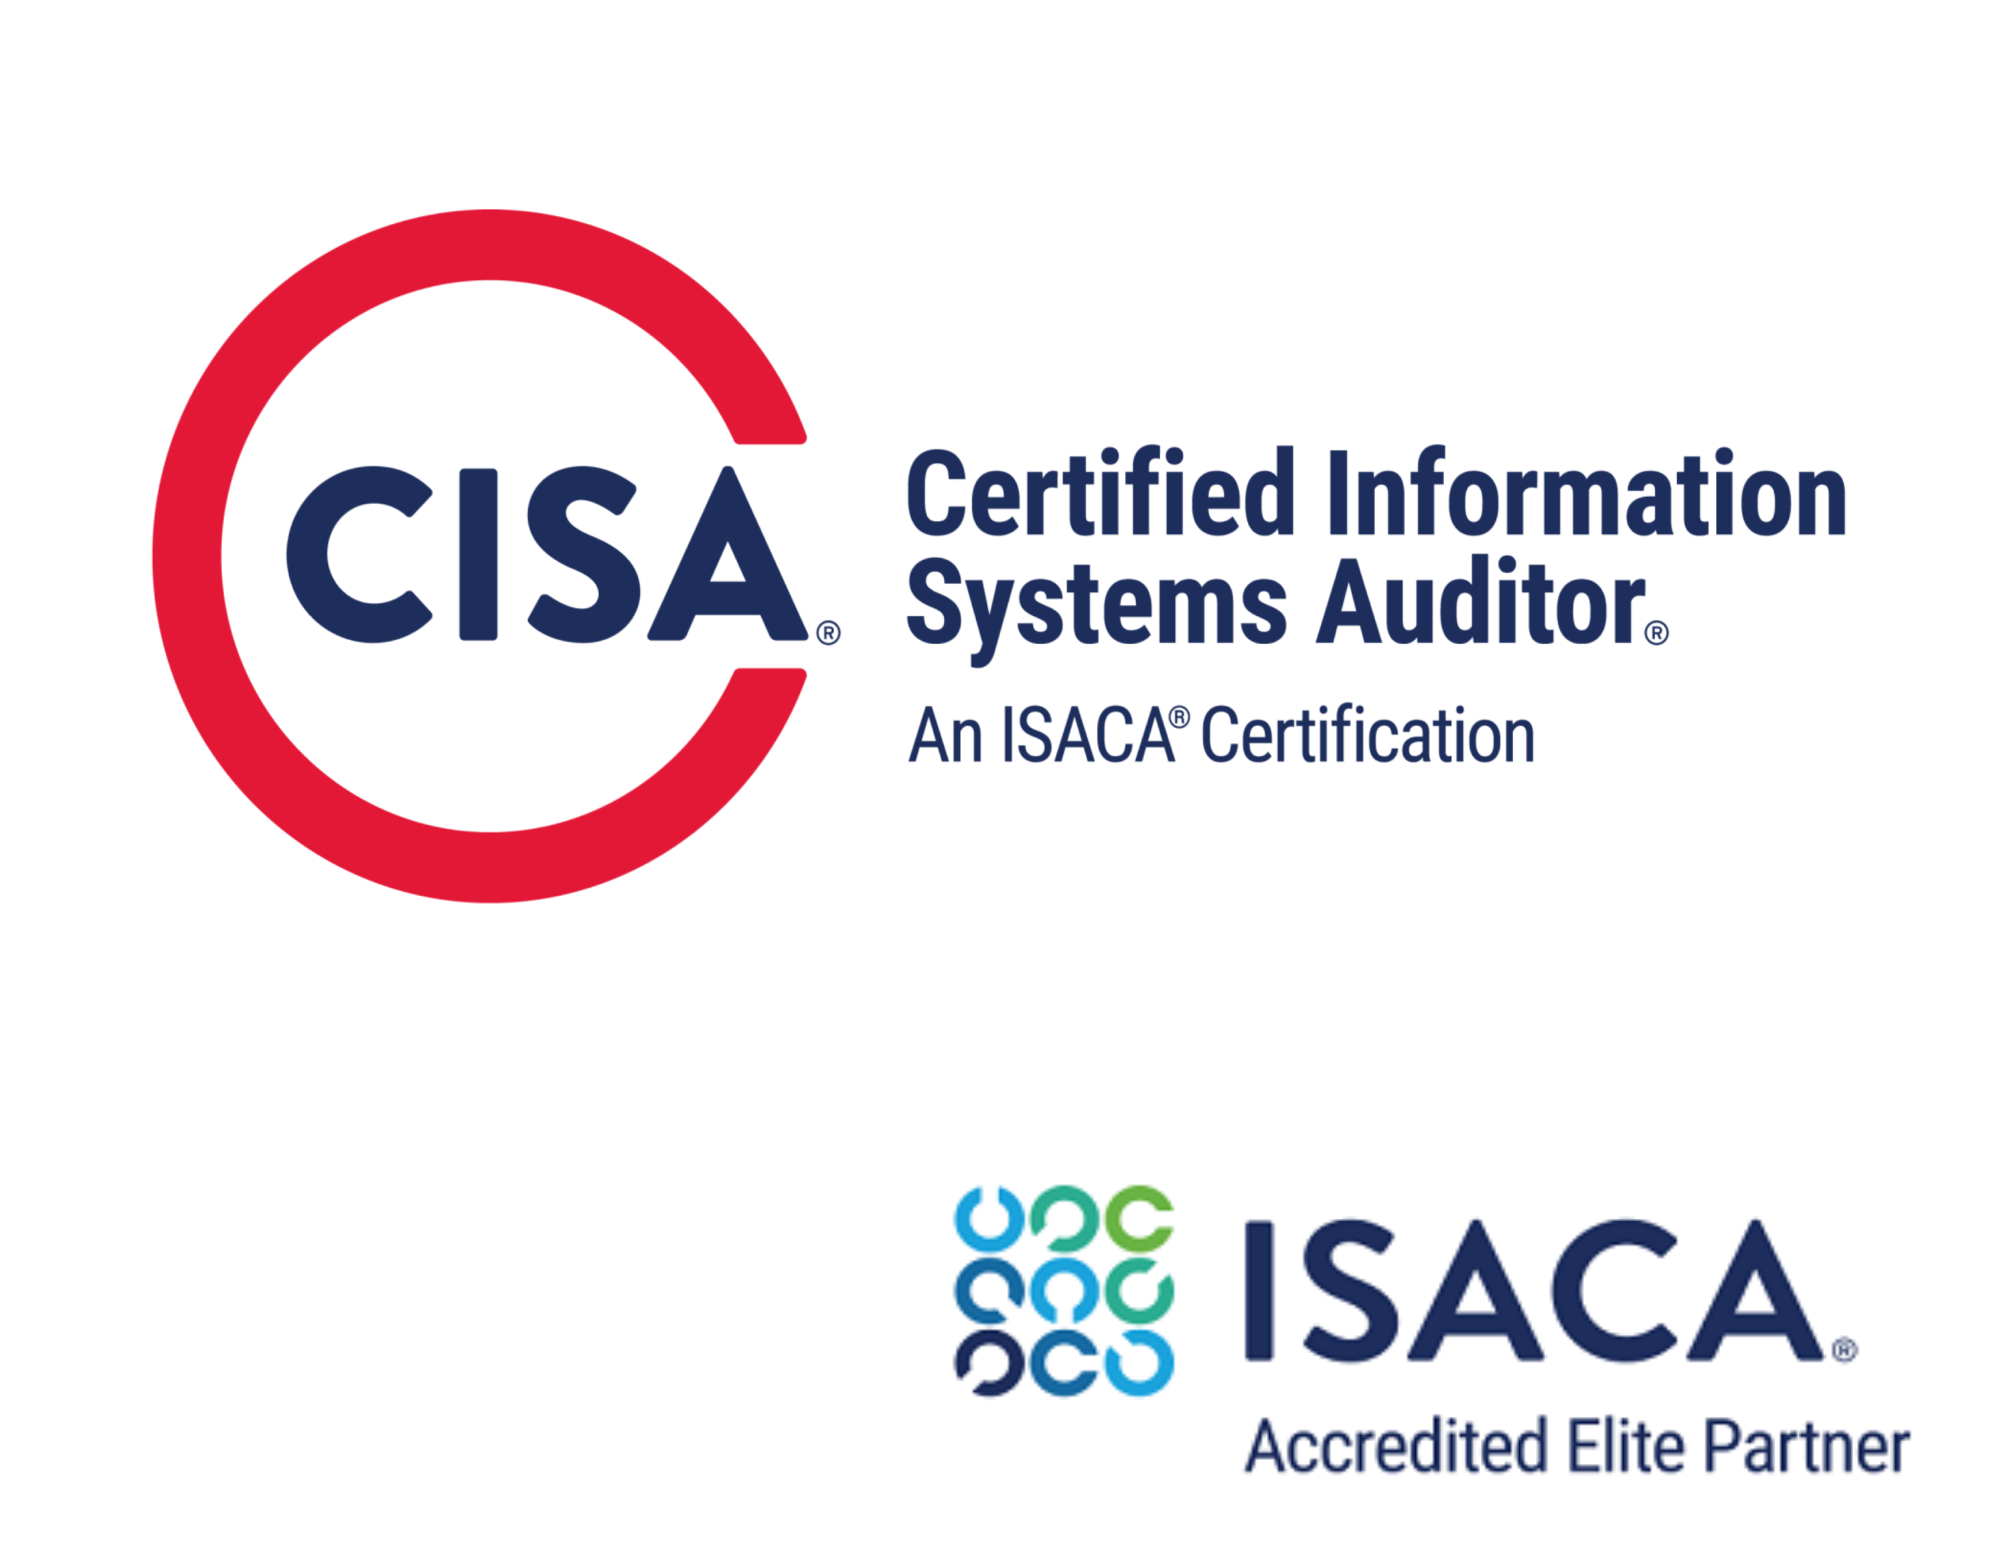 CISA®
Certified Information
Systems Auditor®
An ISACA® Certification
ISACA®
Accredited Elite Partner